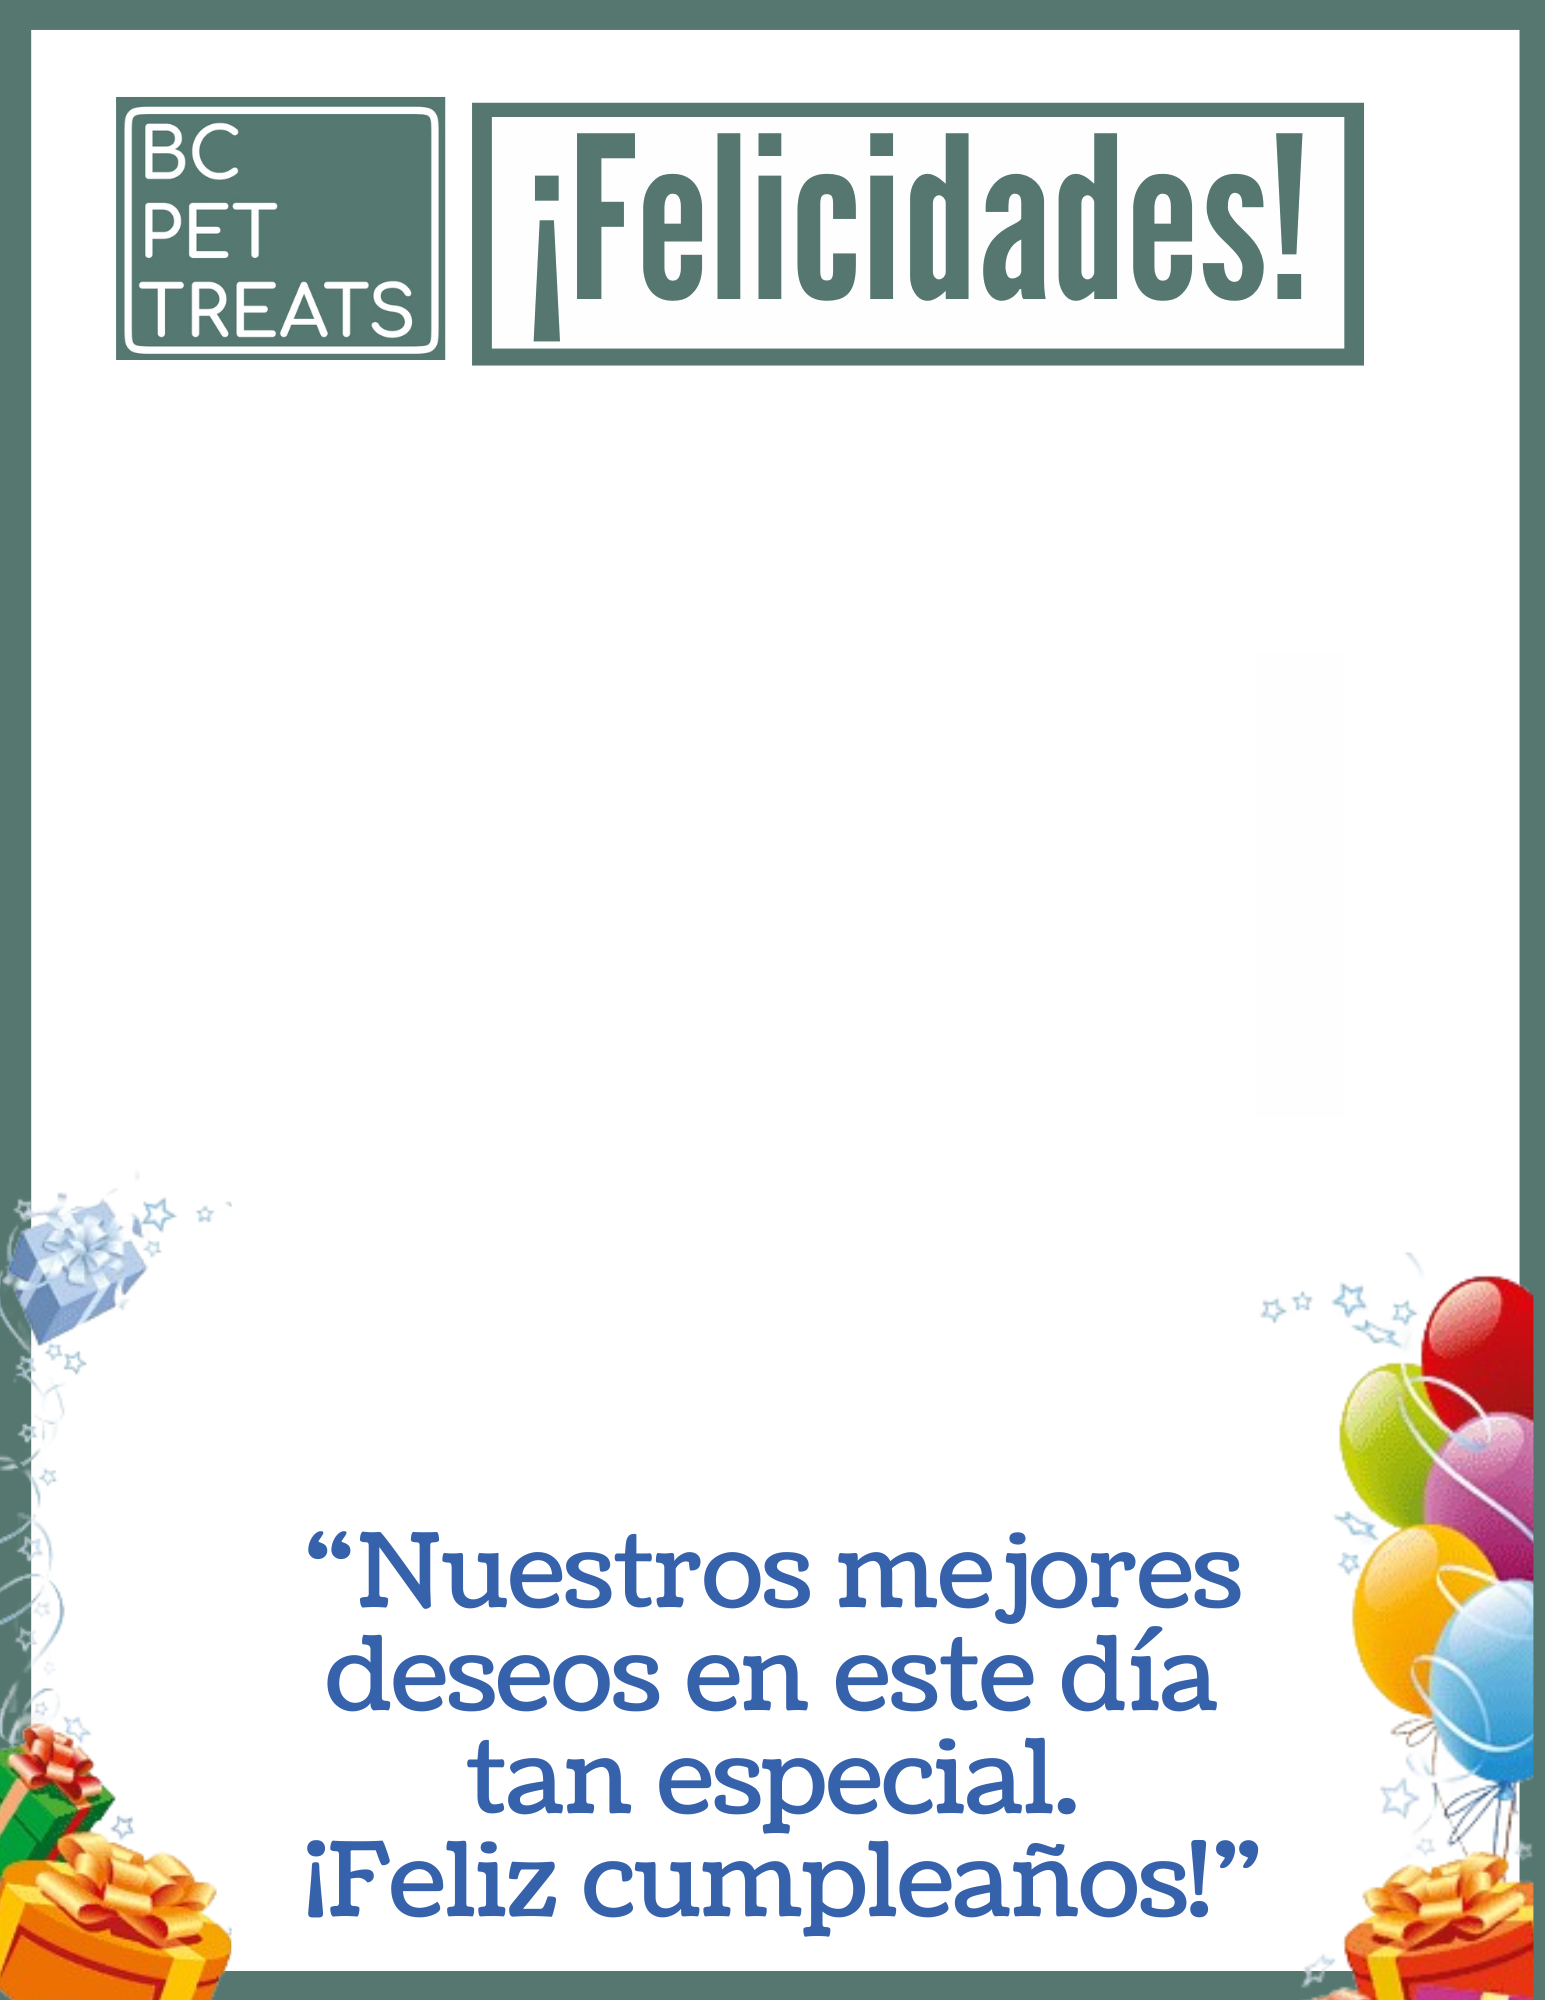 BC
PET
TREATS
¡Felicidades!
“Nuestros mejores
deseos en este día
tan especial.
¡Feliz cumpleaños!”